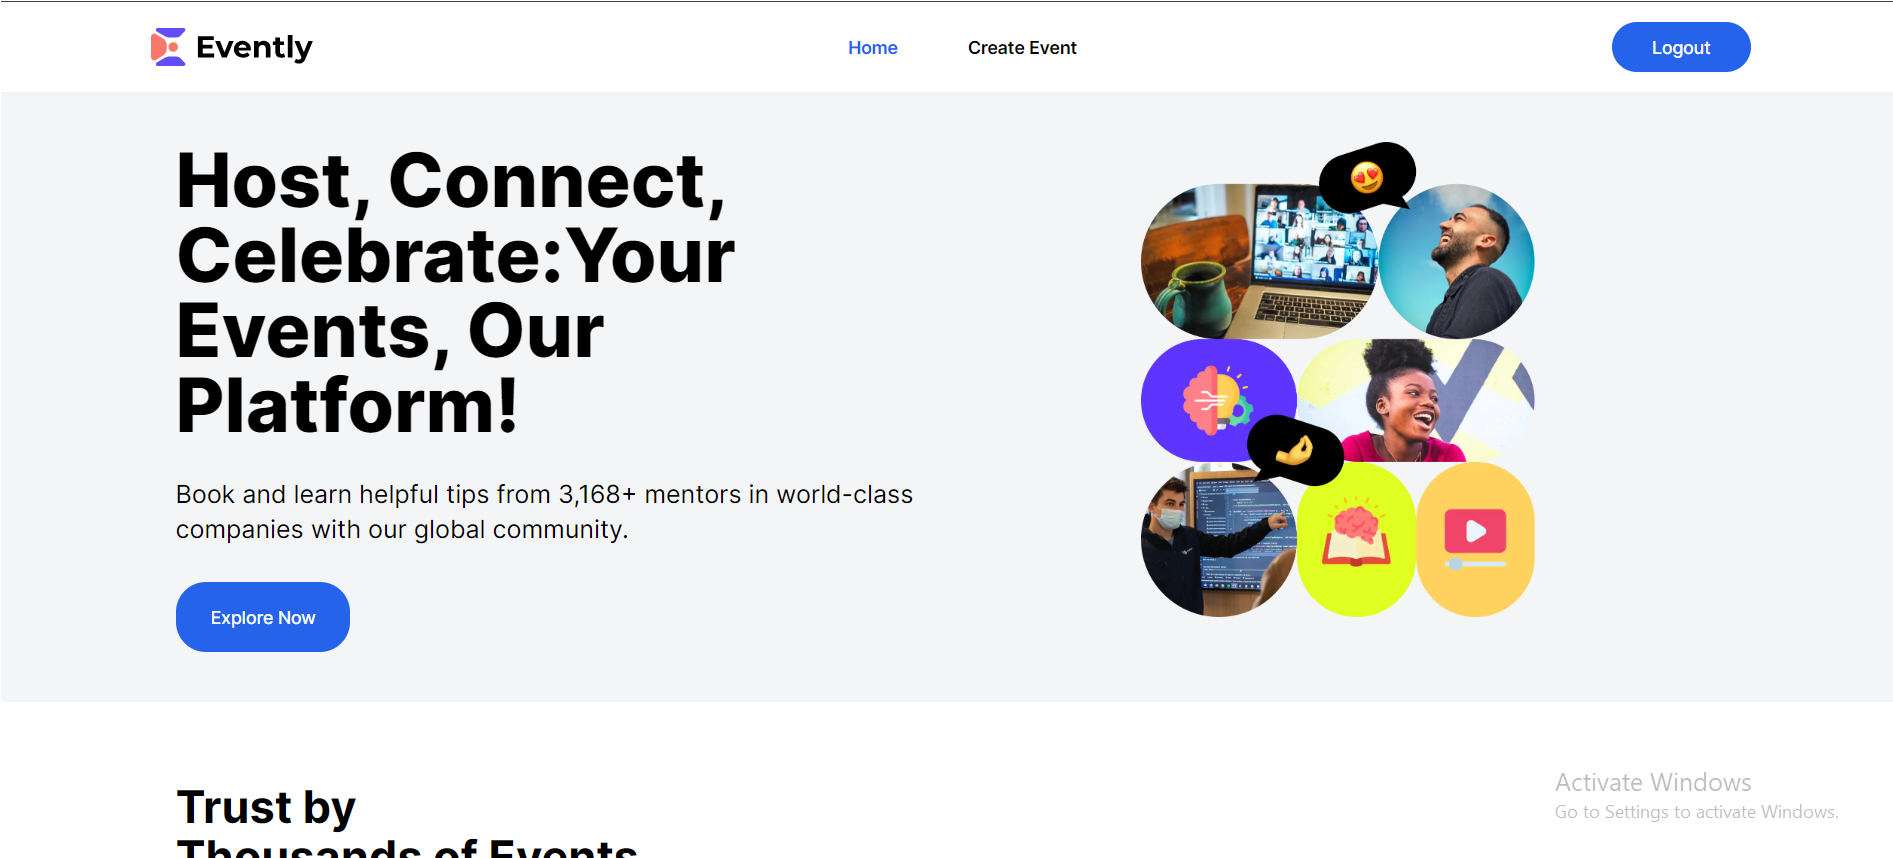 Evently
Home
Create Event
Logout
Host, Connect,
Celebrate:Your
Events, Our
Platform!
Book and learn helpful tips from 3,168+ mentors in world-class
companies with our global community.
Explore Now
Trust by
Thousands of Events
Activate Windows
Go to Settings to activate Windows.